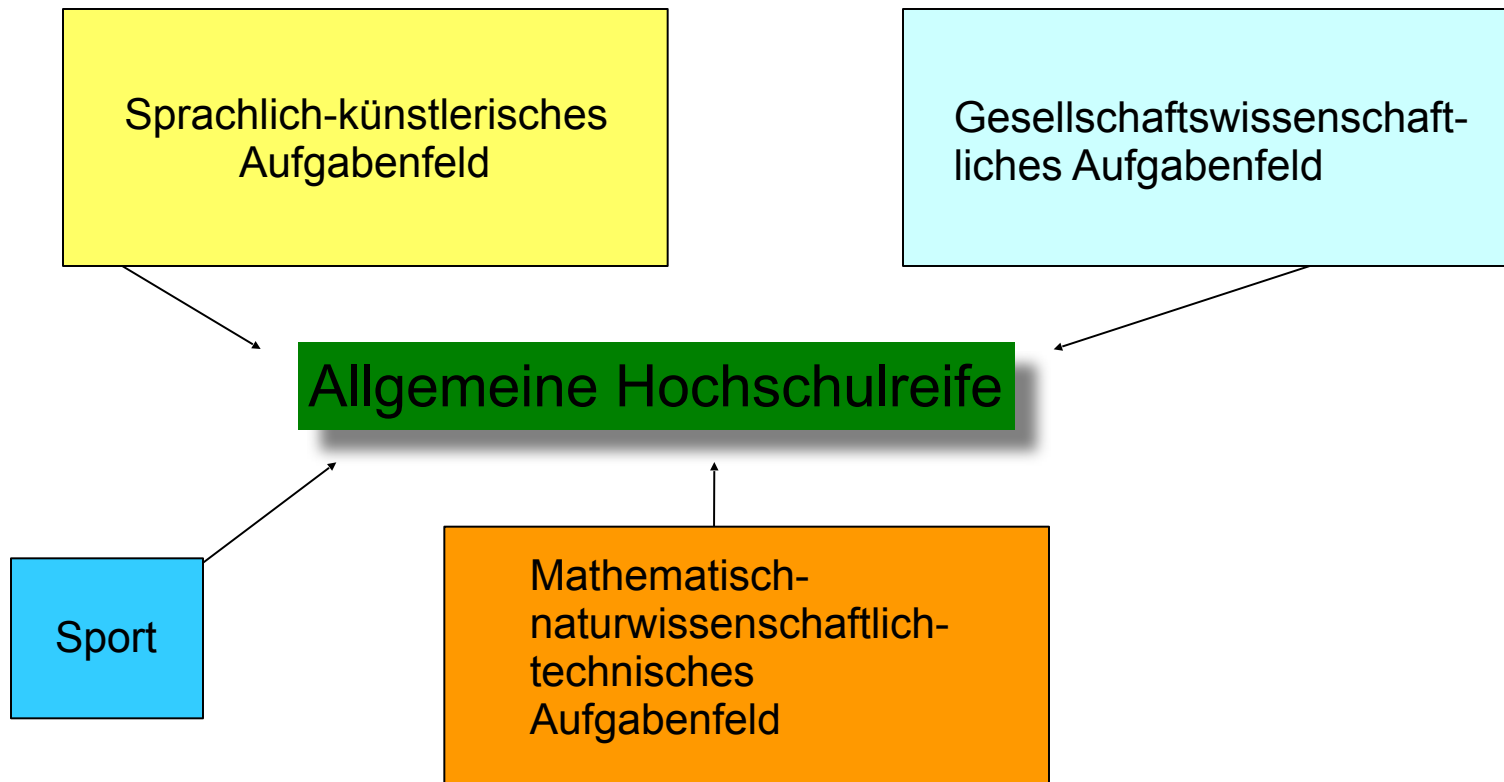 Sprachlich-künstlerisches
Aufgabenfeld
Gesellschaftswissenschaft-
liches Aufgabenfeld
Allgemeine Hochschulreife
Sport
Mathematisch-
naturwissenschaftlich-
technisches
Aufgabenfeld